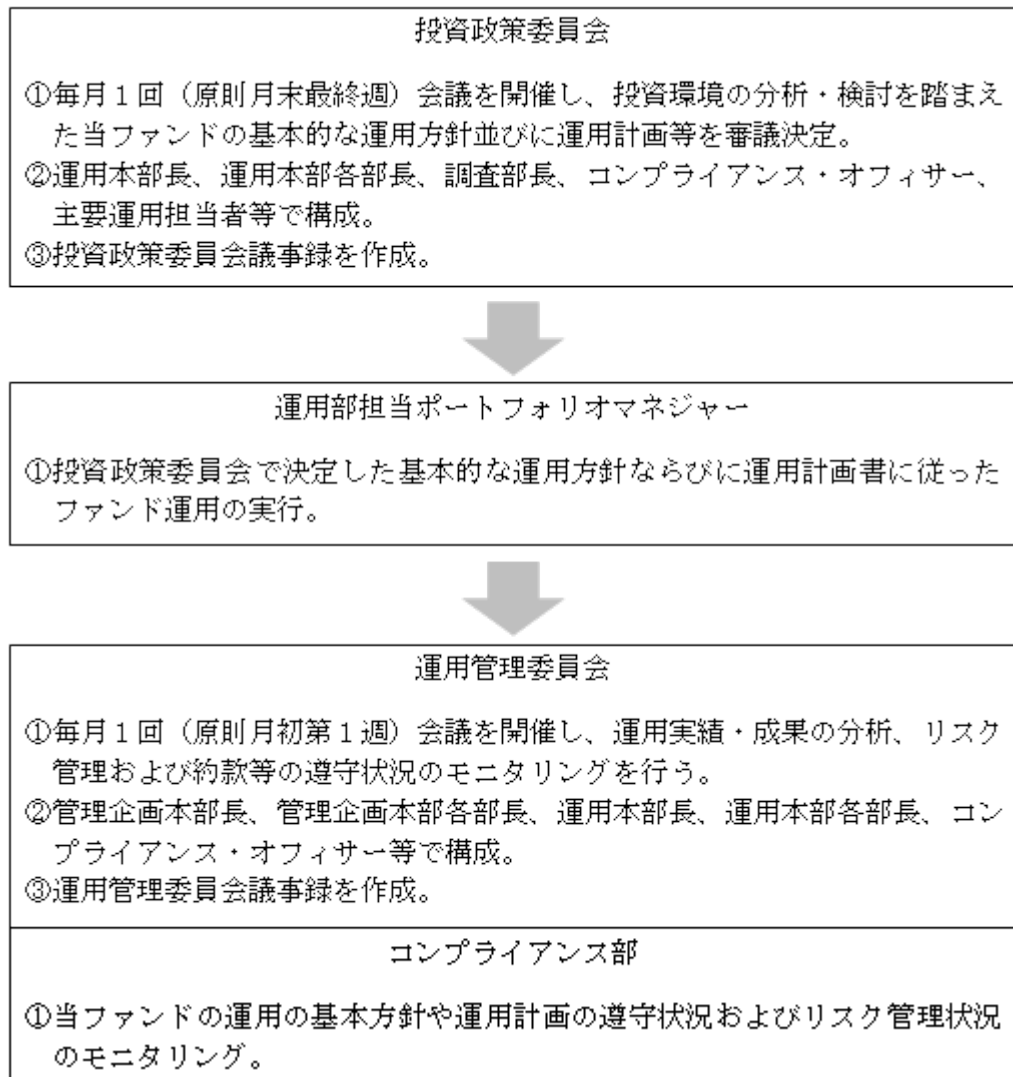 投資政策委員会
①毎月１回（原則月末最終週）会議を開催し、投資環境の分析・検討を踏まえ
た当ファンドの基本的な運用方針並びに運用計画等を審議決定。
②運用本部長、運用本部各部長、調査部長、コンプライアンス・オフィサー、
主要運用担当者等で構成。
③投資政策委員会議事録を作成。
運用部担当ポートフォリオマネジャー
①投資政策委員会で決定した基本的な運用方針ならびに運用計画書に従った
ファンド運用の実行。
運用管理委員会
①毎月１回（原則月初第１週）会議を開催し、運用実績・成果の分析、リスク
管理および約款等の遵守状況のモニタリングを行う。
②管理企画本部長、管理企画本部各部長、運用本部長、運用本部各部長、コン
プライアンス・オフィサー等で構成。
③運用管理委員会議事録を作成。
コンプライアンス部
①当ファンドの運用の基本方針や運用計画の遵守状況およびリスク管理状況
のモニタリング。